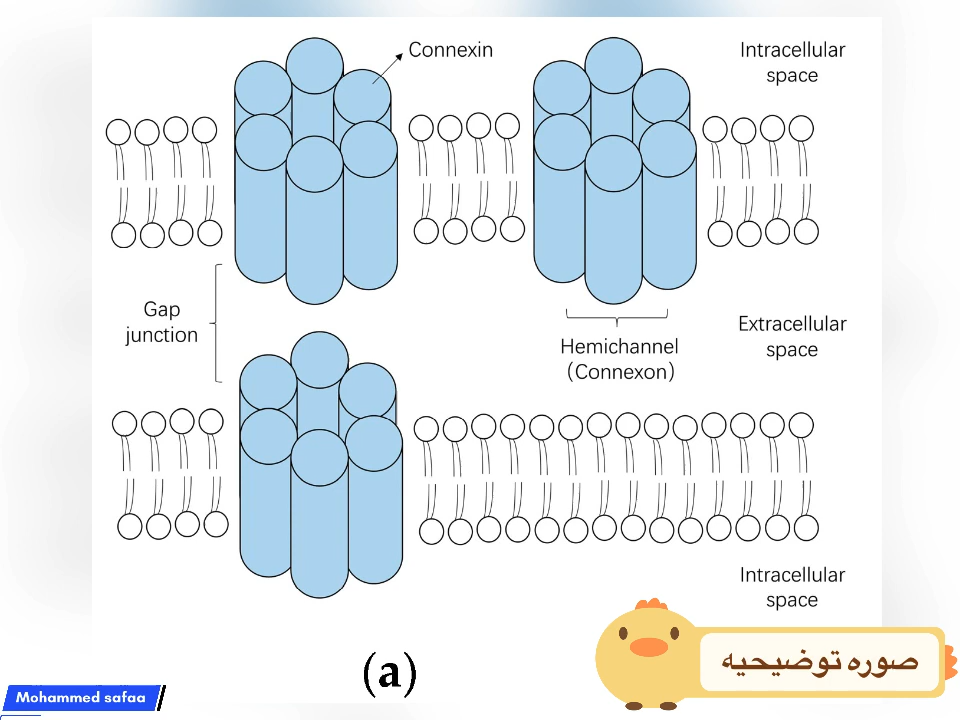 Connexin
Intracellular
space
Gap
junction
Extracellular
space
Hemichannel
(Connexon)
Intracellular
space
(a)
صوره توضيحيه
Mohammed safaa